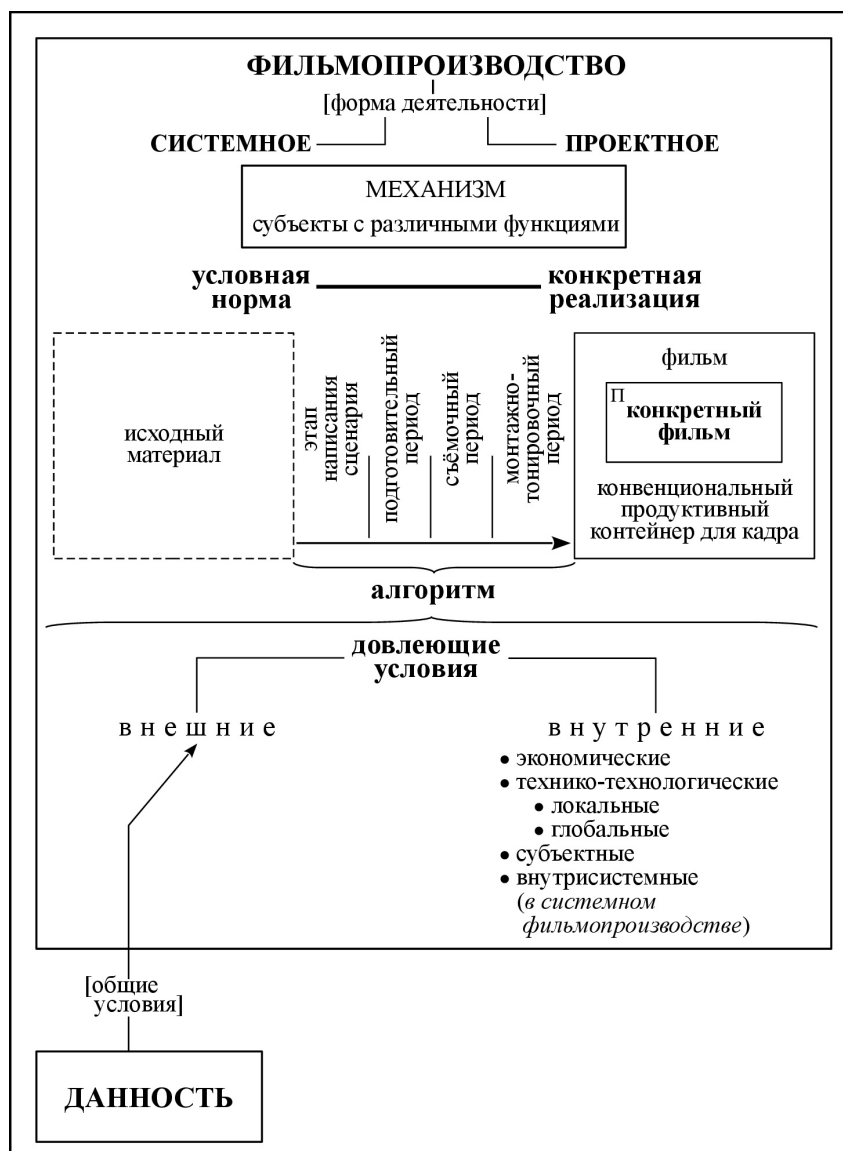 ФИЛЬМОПРОИЗВОДСТВО
[форма деятельности]
СИСТЕМНОЕ
ПРОЕКТНОЕ
МЕХАНИЗМ
субъекты с различными функциями
условная
норма
конкретная
реализация
исходный
материал
этап
написания
сценария
подготовительный
период
съёмочный
период
монтажно-
тонировочный
период
фильм
П
конкретный
фильм
конвенциональный
продуктивный
контейнер для кадра
алгоритм
довлеющие
условия
внешние
внутренние
• экономические
• технико-технологические
• локальные
• глобальные
• субъектные
• внутрисистемные
(в системном
фильмопроизводстве)
[общие
условия]
ДАННОСТЬ